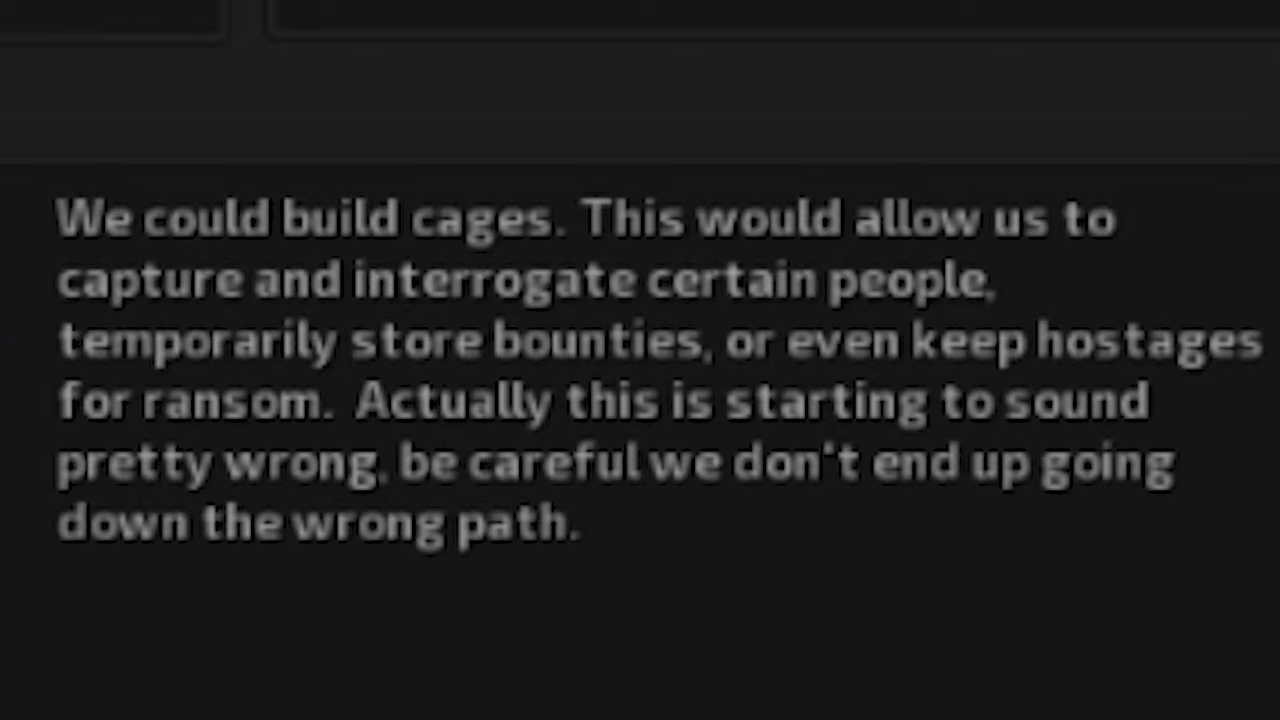 We could build cages. This would allow us to
capture and interrogate certain people,
temporarily store bounties, or even keep hostages
for ransom.  Actually this is starting to sound
pretty wrong, be careful we don't end up going
down the wrong path.